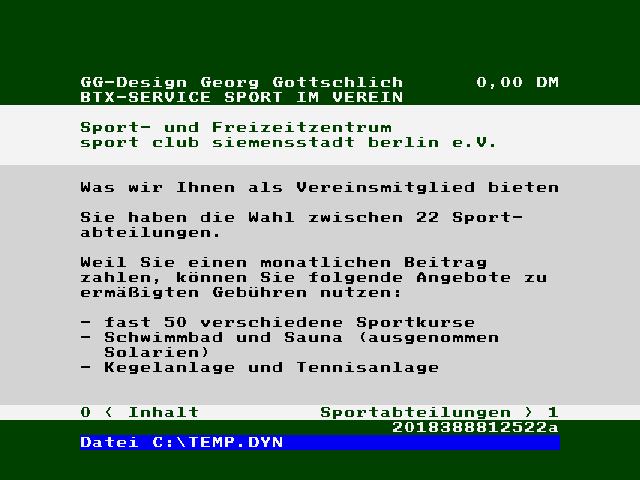 GG-Design Georg Gottschlich 0,00 DM
BTX-SERVICE SPORT IM VEREIN
Sport- und Freizeitzentrum
sport club siemensstadt berlin e.V.
Was wir Ihnen als Vereinsmitglied bieten
Sie haben die Wahl zwischen 22 Sport-
abteilungen.
Weil Sie einen monatlichen Beitrag
zahlen, können Sie folgende Angebote zu
ermäßigten Gebühren nutzen:
- fast 50 verschiedene Sportkurse
- Schwimmbad und Sauna (ausgenommen
Solarien)
- Kegelanlage und Tennisanlage
0 < Inhalt Sportabteilungen > 1
2018388812522a
Datei C:\TEMP.DYN